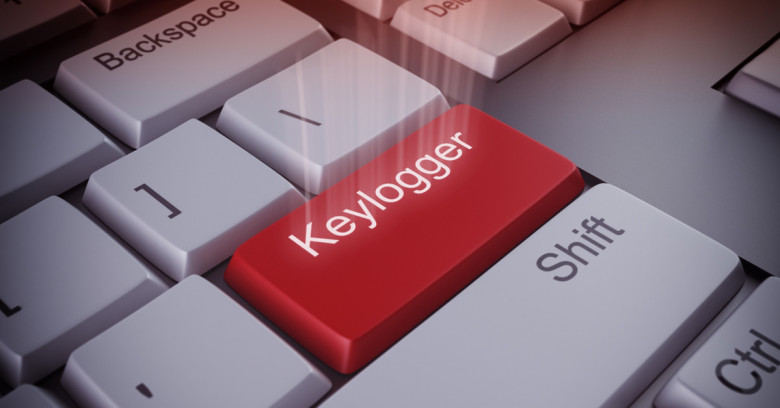 Backspace
\
]
Keylogger
Shift
[
'
Ctrl